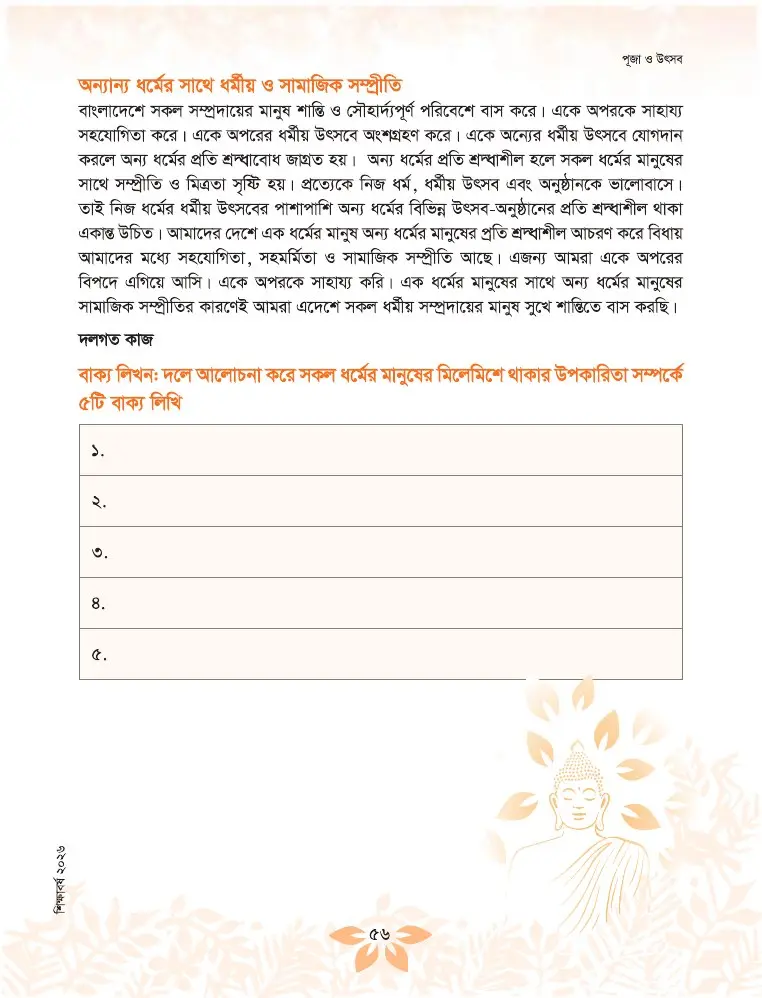 পূজা ও উৎসব
অন্যান্য ধর্মের সাথে ধর্মীয় ও সামাজিক সম্প্রীতি
বাংলাদেশে সকল সম্প্রদায়ের মানুষ শান্তি ও সৌহার্দ্যপূর্ণ পরিবেশে বাস করে। একে অপরকে সাহায্য
সহযোগিতা করে। একে অপরের ধর্মীয় উৎসবে অংশগ্রহণ করে। একে অন্যের ধর্মীয় উৎসবে যোগদান
করলে অন্য ধর্মের প্রতি শ্রদ্ধাবোধ জাগ্রত হয়। অন্য ধর্মের প্রতি শ্রদ্ধাশীল হলে সকল ধর্মের মানুষের
সাথে সম্প্রীতি ও মিত্রতা সৃষ্টি হয়। প্রত্যেকে নিজ ধর্ম, ধর্মীয় উৎসব এবং অনুষ্ঠানকে ভালোবাসে।
তাই নিজ ধর্মের ধর্মীয় উৎসবের পাশাপাশি অন্য ধর্মের বিভিন্ন উৎসব-অনুষ্ঠানের প্রতি শ্রদ্ধাশীল থাকা
একান্ত উচিত। আমাদের দেশে এক ধর্মের মানুষ অন্য ধর্মের মানুষের প্রতি শ্রদ্ধাশীল আচরণ করে বিধায়
আমাদের মধ্যে সহযোগিতা, সহমর্মিতা ও সামাজিক সম্প্রীতি আছে। এজন্য আমরা একে অপরের
বিপদে এগিয়ে আসি। একে অপরকে সাহায্য করি। এক ধর্মের মানুষের সাথে অন্য ধর্মের মানুষের
সামাজিক সম্প্রীতির কারণেই আমরা এদেশে সকল ধর্মীয় সম্প্রদায়ের মানুষ সুখে শান্তিতে বাস করছি।
দলগত কাজ
বাক্য লিখন: দলে আলোচনা করে সকল ধর্মের মানুষের মিলেমিশে থাকার উপকারিতা সম্পর্কে
৫টি বাক্য লিখি
১.
২.
৩.
৪.
৫.
শিক্ষাবর্ষ ২০২৬
৫৬